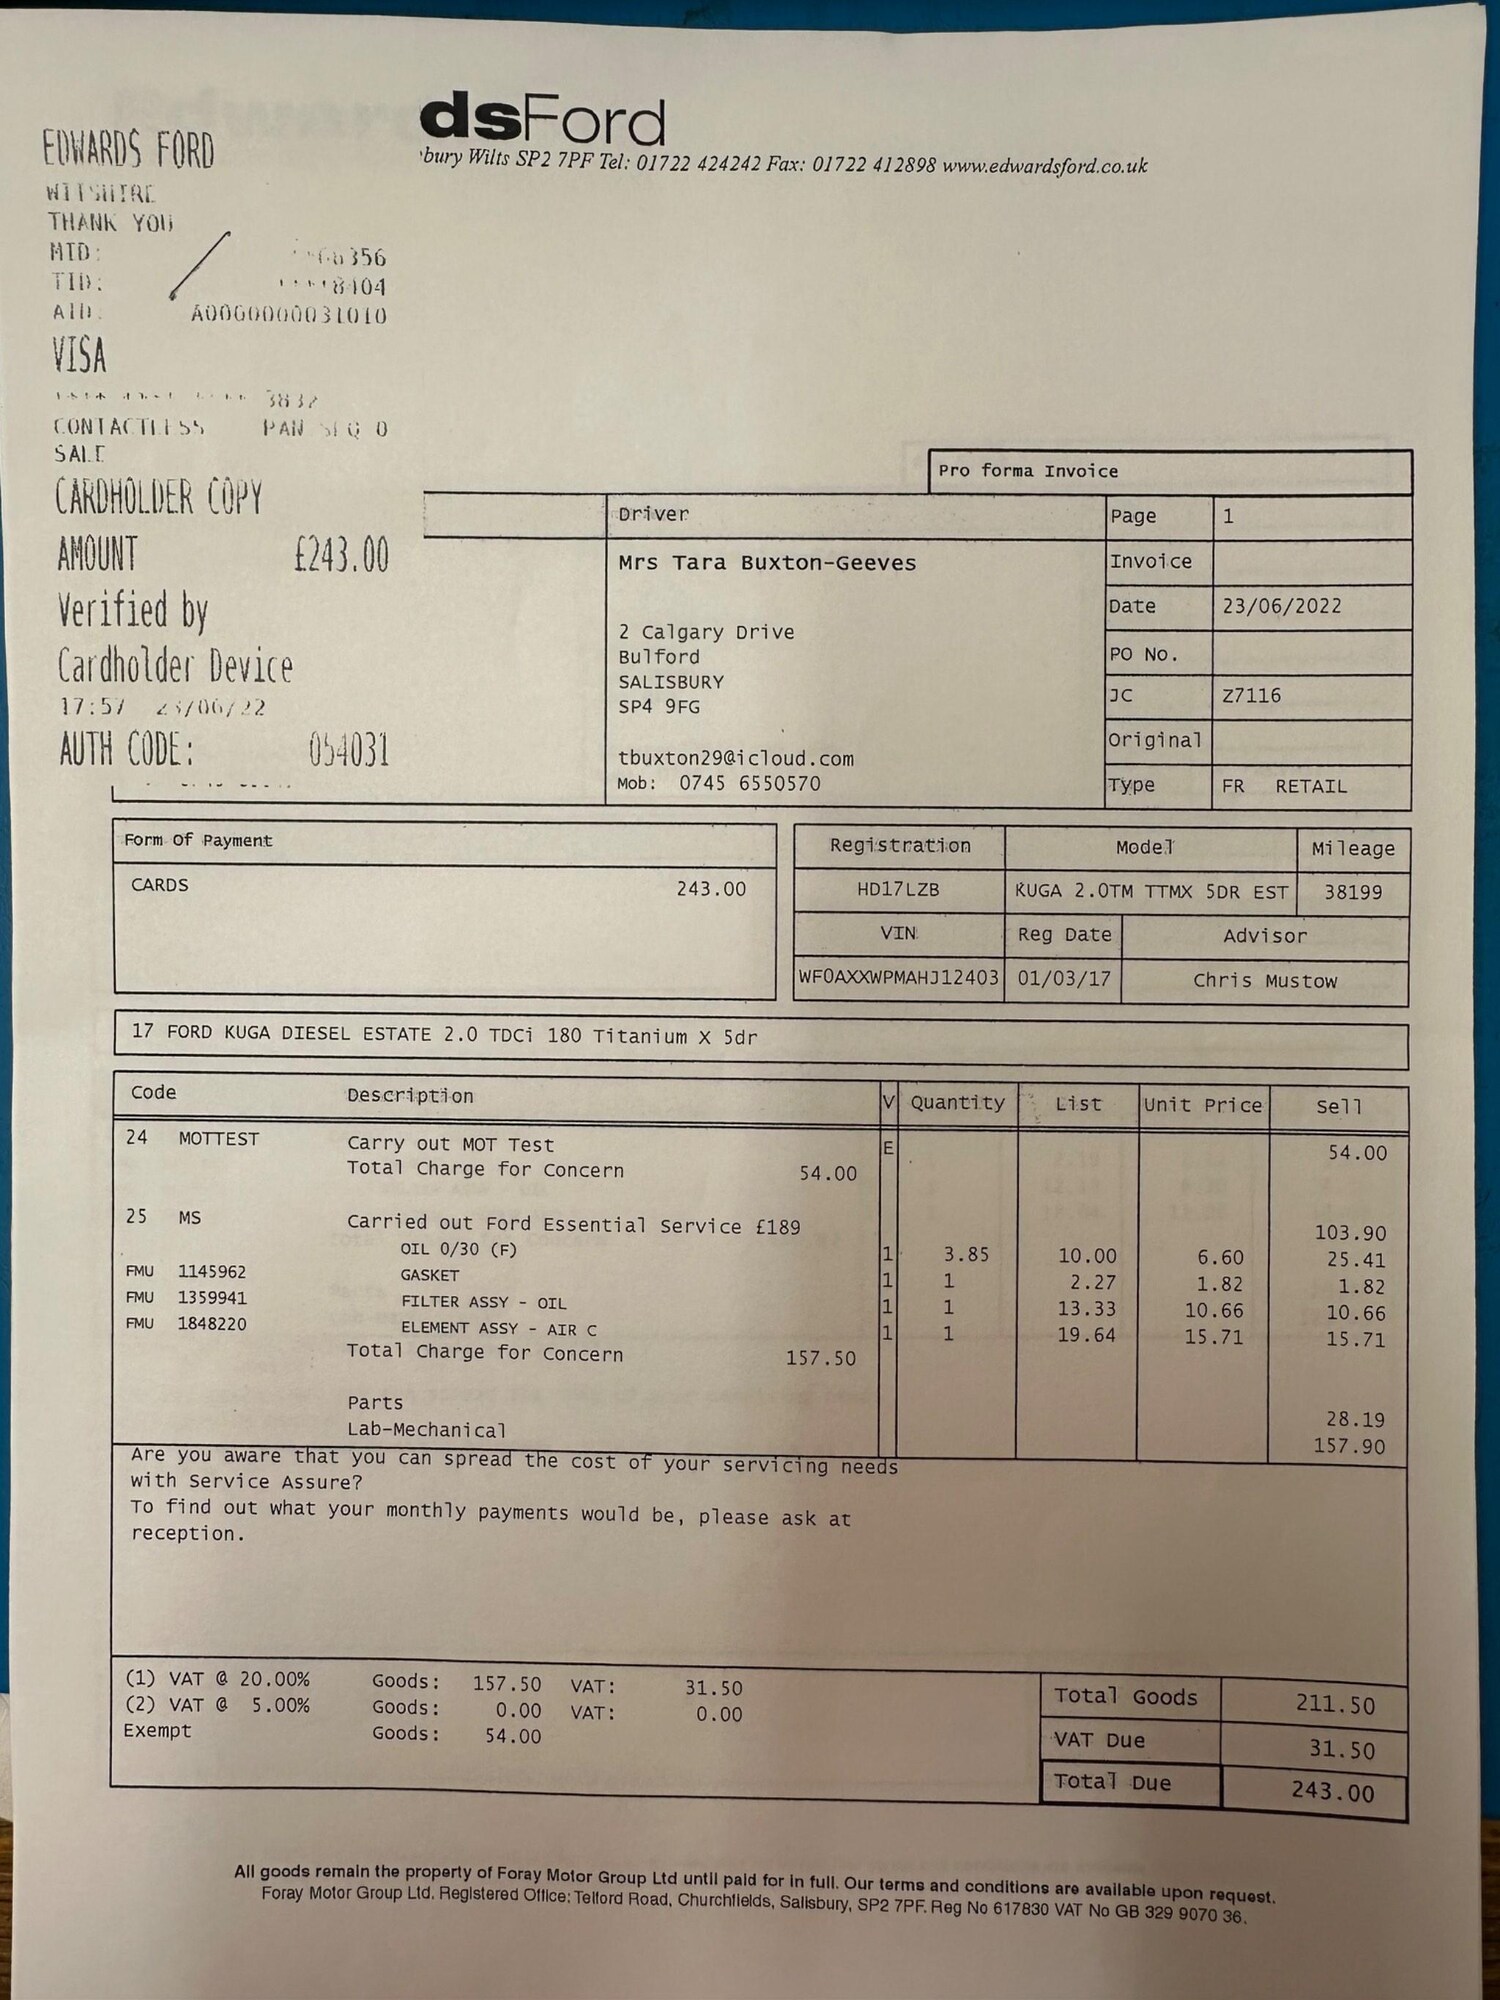 dsFord
bury Wilts SP2 7PF Tel: 01722 424242 Fax: 01722 412898 www.edwardsford.co.uk
EDWARDS FORD
WILTSHIRE
THANK YOU
MID: 356
TID: 8404
AID: A0000000031010
VISA
3832
CONTACTLESS PAN SEQ 0
SALE
CARDHOLDER COPY
AMOUNT £243.00
Verified by
Cardholder Device
17:57 23/06/22
AUTH CODE: 054031
Pro forma Invoice
Driver
Mrs Tara Buxton-Geeves
2 Calgary Drive
Bulford
SALISBURY
SP4 9FG
tbuxton29@icloud.com
Mob: 0745 6550570
Page 1
Invoice
Date 23/06/2022
PO No.
JC Z7116
Original
Type FR RETAIL
Form Of Payment
CARDS 243.00
Registration Model Mileage
HD17LZB KUGA 2.0TM TTMX 5DR EST 38199
VIN Reg Date Advisor
WF0AXXWPMAHJ12403 01/03/17 Chris Mustow
17 FORD KUGA DIESEL ESTATE 2.0 TDCi 180 Titanium X 5dr
Code Description V Quantity List Unit Price Sell
24 MOTTEST Carry out MOT Test E 54.00
Total Charge for Concern 54.00
25 MS Carried out Ford Essential Service £189 103.90
OIL 0/30 (F) 1 3.85 10.00 6.60 25.41
FMU 1145962 GASKET 1 1 2.27 1.82 1.82
FMU 1359941 FILTER ASSY - OIL 1 1 13.33 10.66 10.66
FMU 1848220 ELEMENT ASSY - AIR C 1 1 19.64 15.71 15.71
Total Charge for Concern 157.50
Parts 28.19
Lab-Mechanical 157.90
Are you aware that you can spread the cost of your servicing needs
with Service Assure?
To find out what your monthly payments would be, please ask at
reception.
(1) VAT @ 20.00% Goods: 157.50 VAT: 31.50
(2) VAT @ 5.00% Goods: 0.00 VAT: 0.00
Exempt Goods: 54.00
Total Goods 211.50
VAT Due 31.50
Total Due 243.00
All goods remain the property of Foray Motor Group Ltd until paid for in full. Our terms and conditions are available upon request.
Foray Motor Group Ltd. Registered Office: Telford Road, Churchfields, Salisbury, SP2 7PF. Reg No 617830 VAT No GB 329 9070 36.